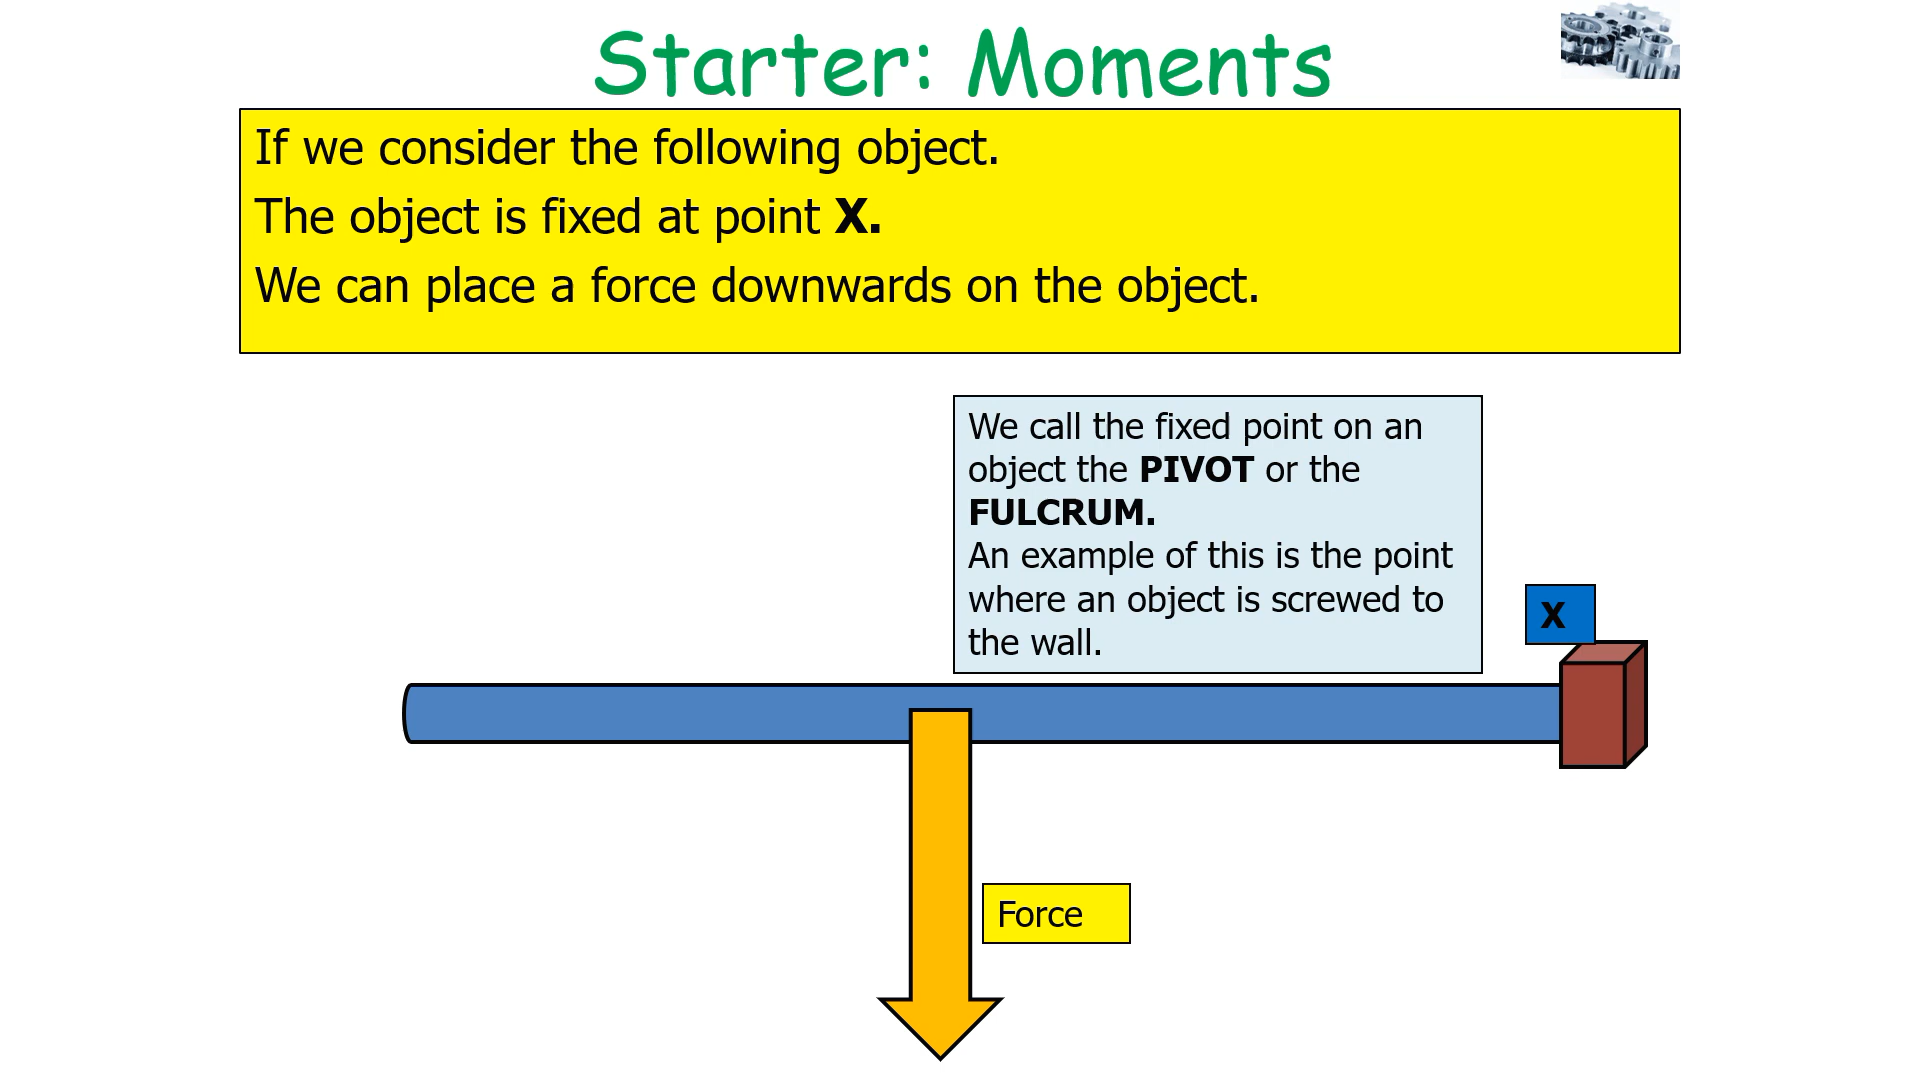 Starter: Moments
If we consider the following object.
The object is fixed at point X.
We can place a force downwards on the object.
We call the fixed point on an
object the PIVOT or the
FULCRUM.
An example of this is the point
where an object is screwed to
the wall.
X
Force